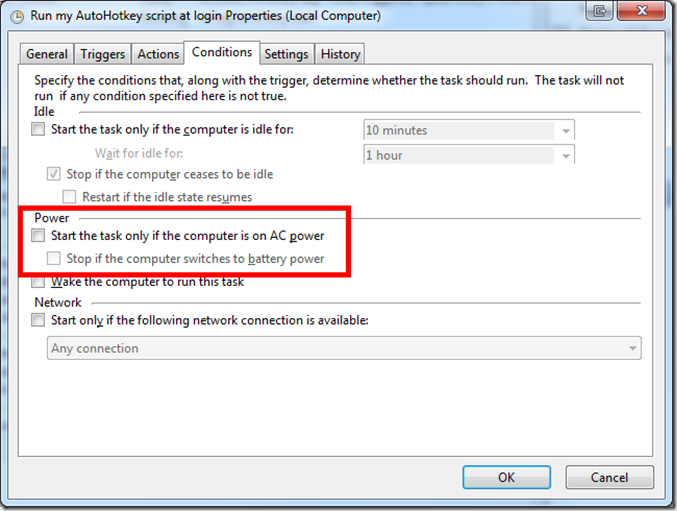 Run my AutoHotkey script at login Properties (Local Computer)
General Triggers Actions Conditions Settings History
Specify the conditions that, along with the trigger, determine whether the task should run. The task will not
run if any condition specified here is not true.
Idle
Start the task only if the computer is idle for: 10 minutes
Wait for idle for: 1 hour
Stop if the computer ceases to be idle
Restart if the idle state resumes
Power
Start the task only if the computer is on AC power
Stop if the computer switches to battery power
Wake the computer to run this task
Network
Start only if the following network connection is available:
Any connection
OK Cancel